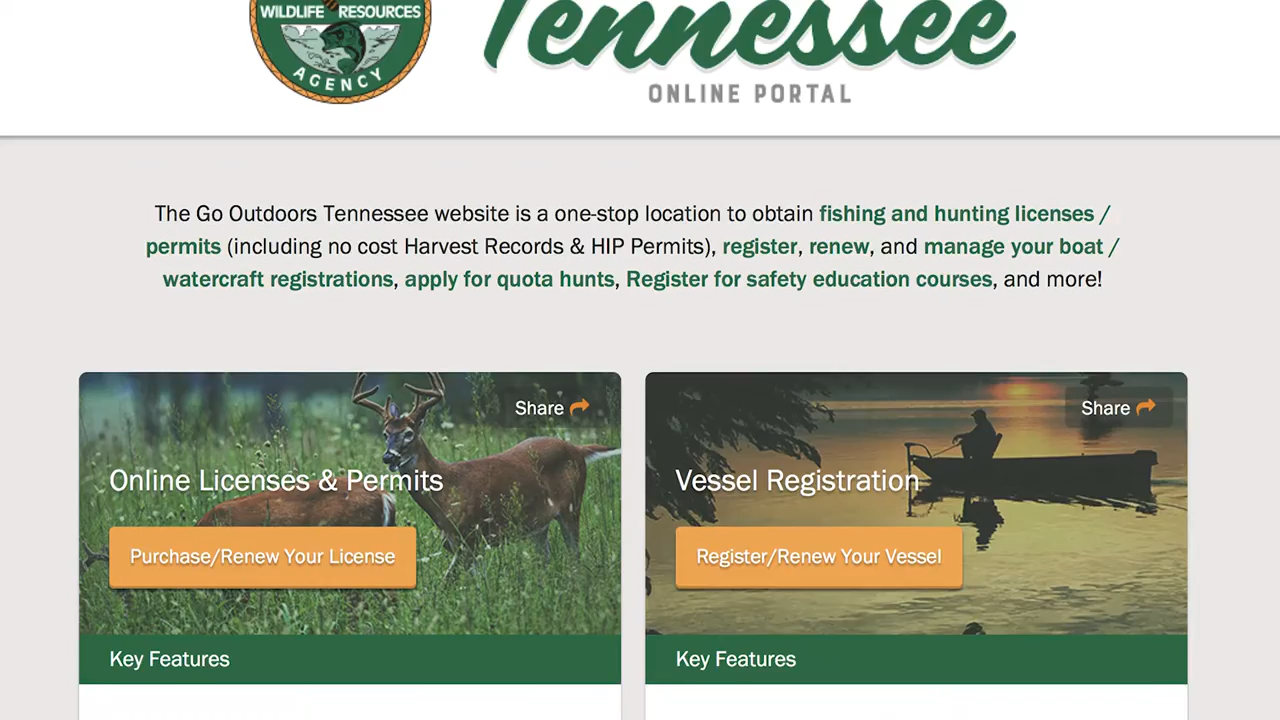 WILDLIFE RESOURCES
AGENCY
Tennessee
ONLINE PORTAL
The Go Outdoors Tennessee website is a one-stop location to obtain fishing and hunting licenses /
permits (including no cost Harvest Records & HIP Permits), register, renew, and manage your boat /
watercraft registrations, apply for quota hunts, Register for safety education courses, and more!
Share
Online Licenses & Permits
Purchase/Renew Your License
Key Features
Share
Vessel Registration
Register/Renew Your Vessel
Key Features